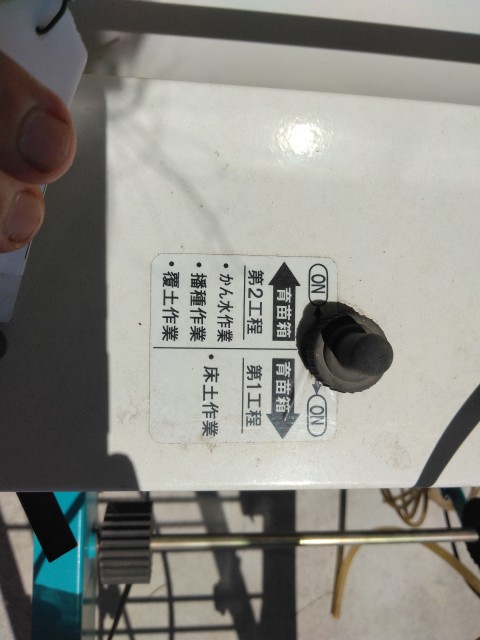 ON
育苗箱
第2工程
・かん水作業
・播種作業
・覆土作業
ON
育苗箱
第1工程
・床土作業